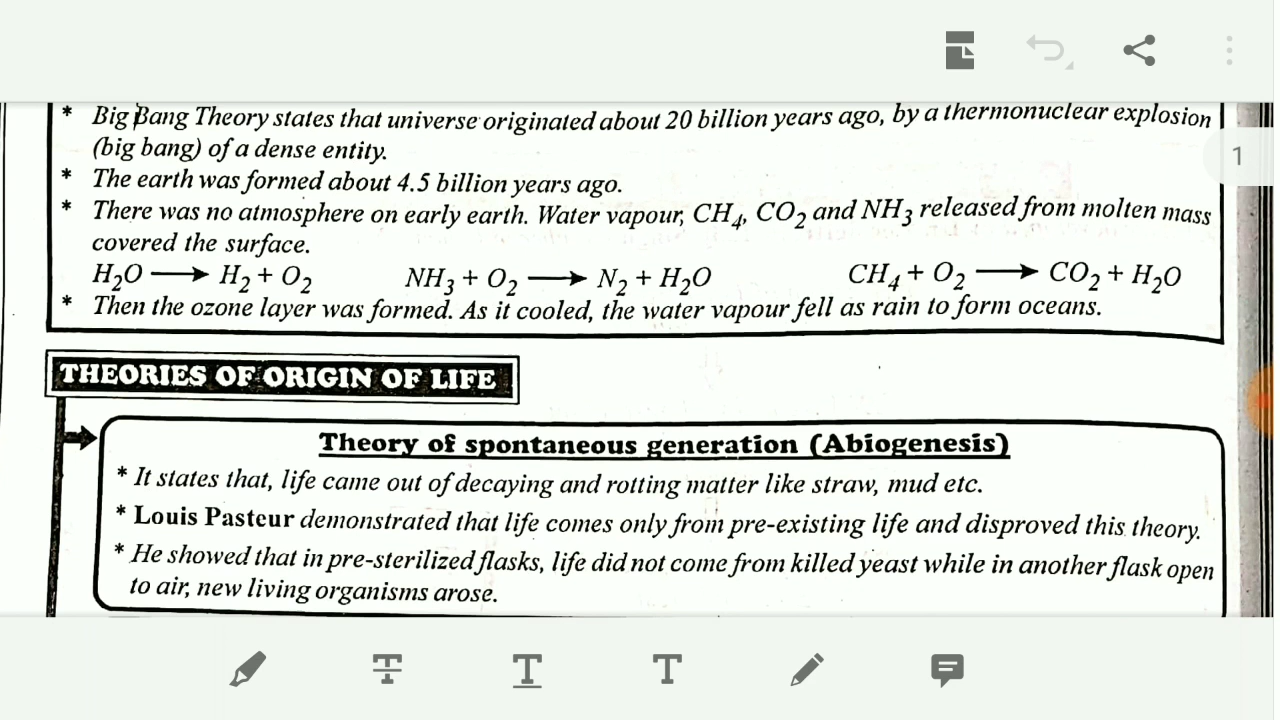 * Big Bang Theory states that universe originated about 20 billion years ago, by a thermonuclear explosion
(big bang) of a dense entity.
1
* The earth was formed about 4.5 billion years ago.
* There was no atmosphere on early earth. Water vapour, CH₄, CO₂ and NH₃ released from molten mass
covered the surface.
H₂O ⟶ H₂ + O₂ NH₃ + O₂ ⟶ N₂ + H₂O CH₄ + O₂ ⟶ CO₂ + H₂O
* Then the ozone layer was formed. As it cooled, the water vapour fell as rain to form oceans.
THEORIES OF ORIGIN OF LIFE
Theory of spontaneous generation (Abiogenesis)
* It states that, life came out of decaying and rotting matter like straw, mud etc.
* Louis Pasteur demonstrated that life comes only from pre-existing life and disproved this theory.
* He showed that in pre-sterilized flasks, life did not come from killed yeast while in another flask open
to air, new living organisms arose.
T T T